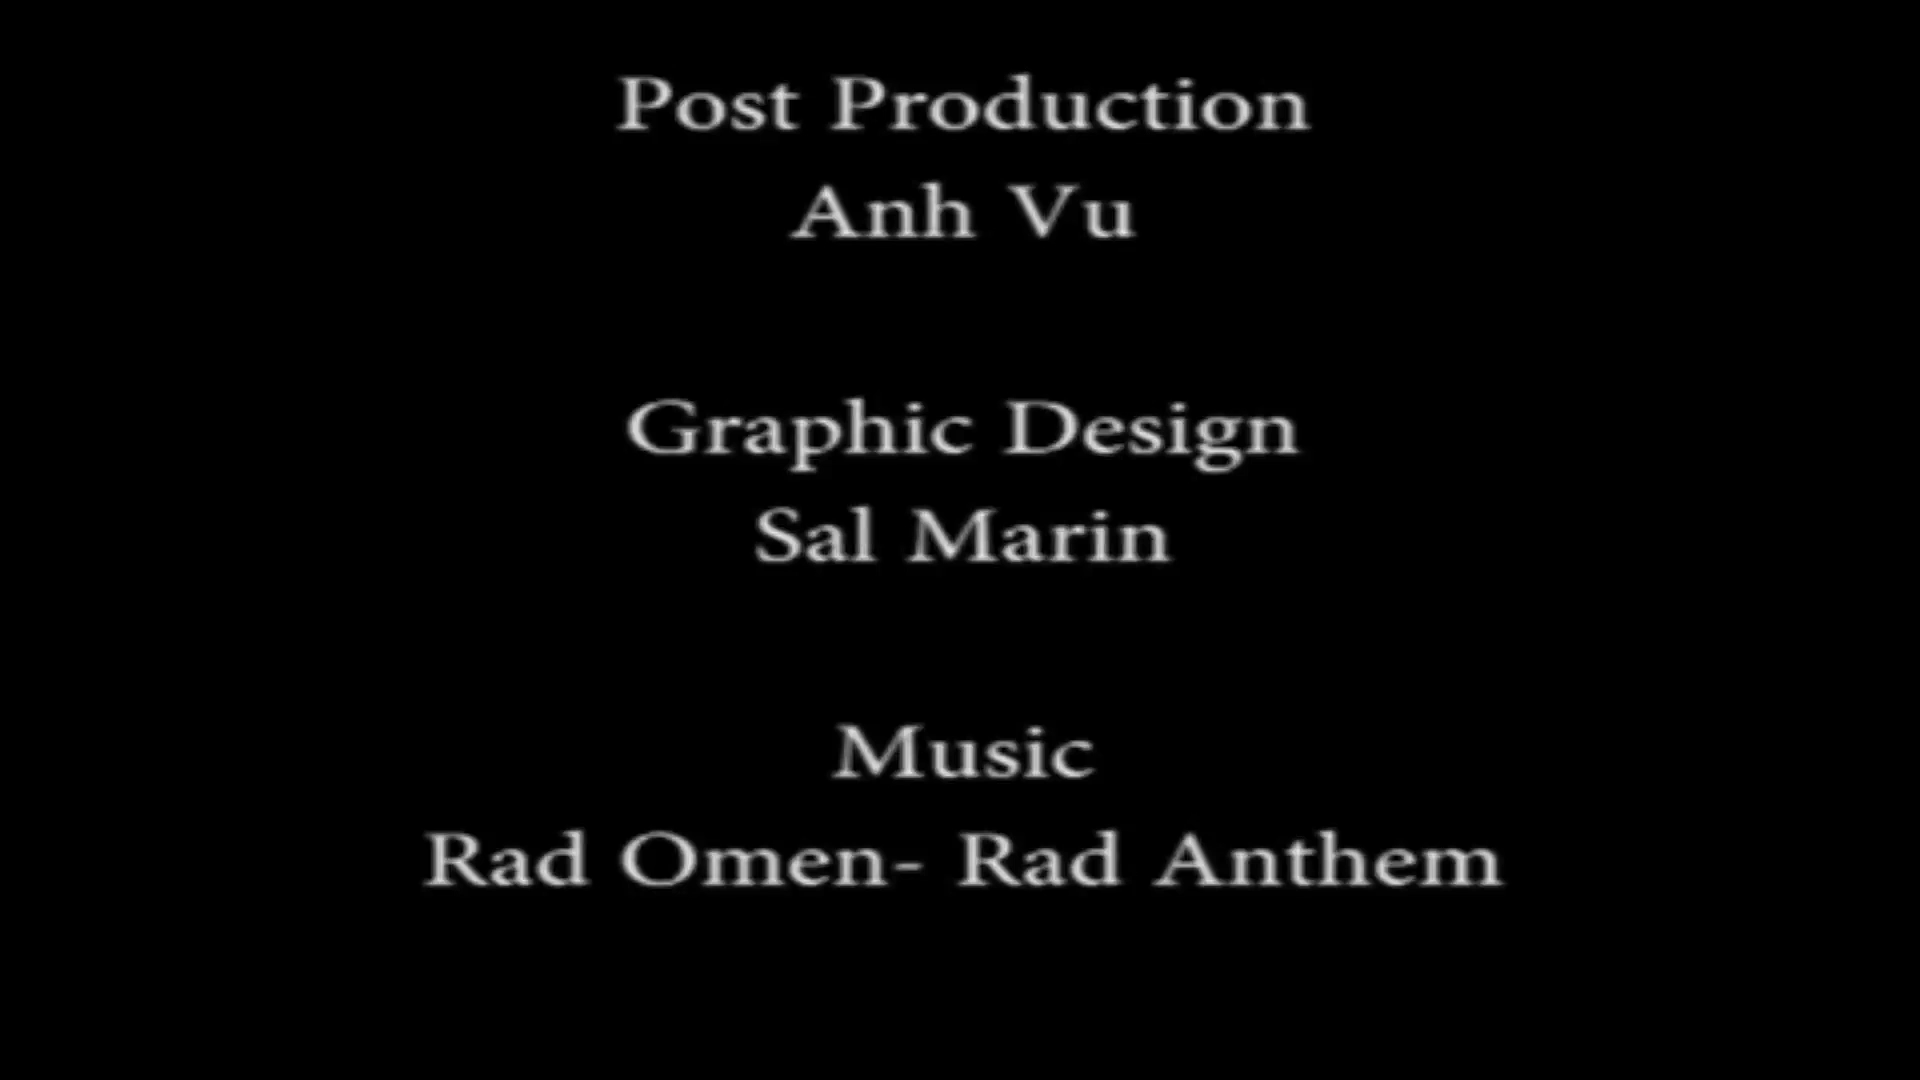 Post Production
Anh Vu
Graphic Design
Sal Marin
Music
Rad Omen- Rad Anthem